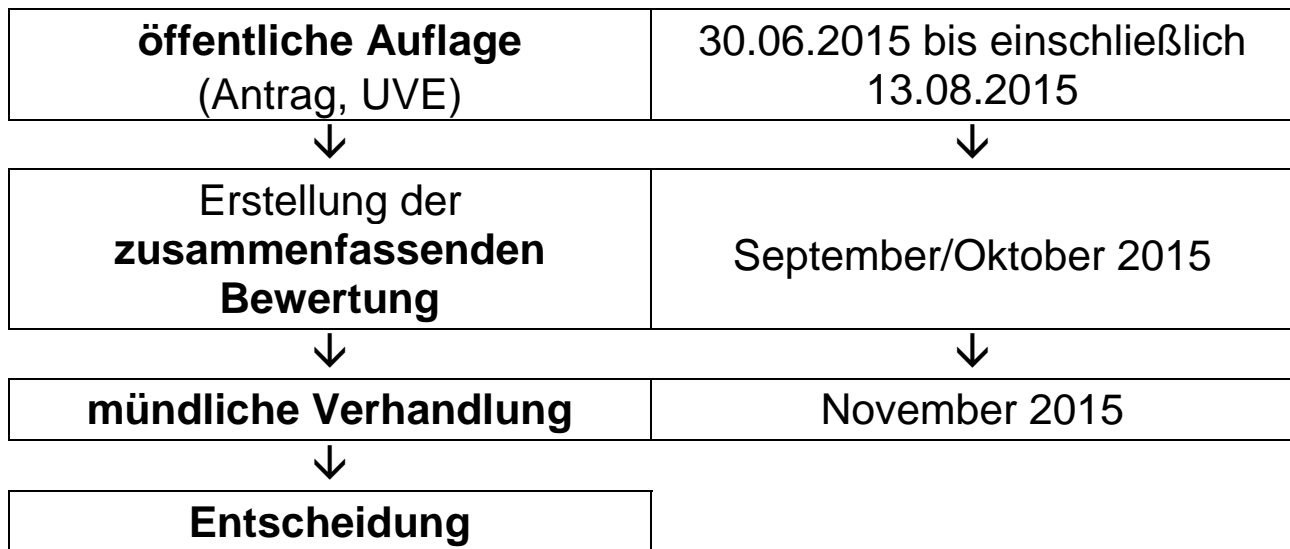 öffentliche Auflage
(Antrag, UVE)
30.06.2015 bis einschließlich
13.08.2015
Erstellung der
zusammenfassenden
Bewertung
September/Oktober 2015
mündliche Verhandlung
November 2015
Entscheidung